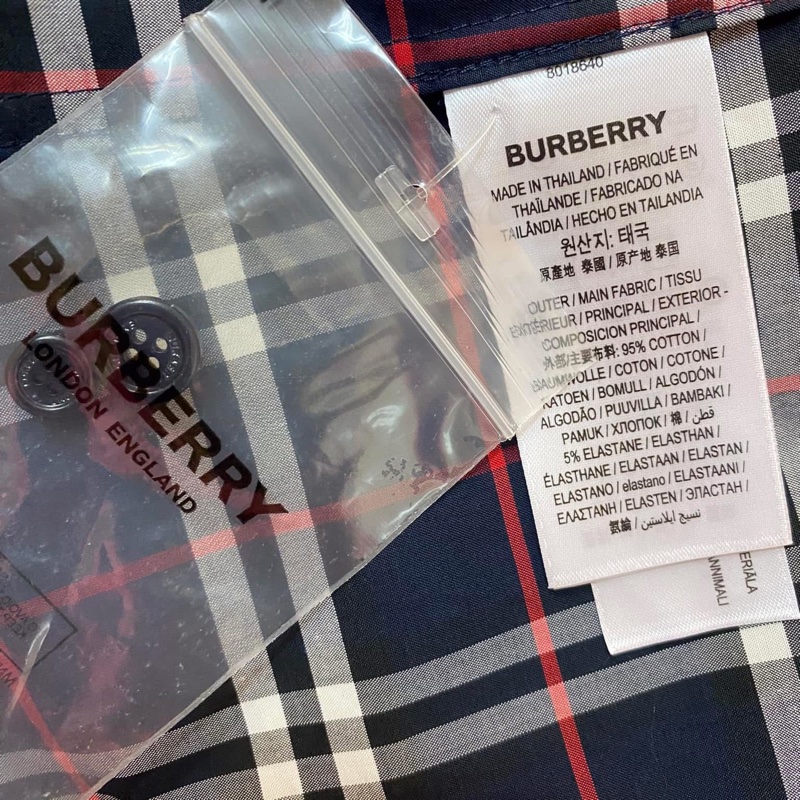 BURBERRY
LONDON ENGLAND
8018640
BURBERRY
MADE IN THAILAND / FABRIQUÉ EN
THAÏLANDE / FABRICADO NA
TAILÂNDIA / HECHO EN TAILANDIA
원산지: 태국
原產地 泰國 / 原产地 泰国
OUTER / MAIN FABRIC / TISSU
EXTÉRIEUR / PRINCIPAL / EXTERIOR -
COMPOSICION PRINCIPAL /
外部/主要布料: 95% COTTON /
BAUMWOLLE / COTON / COTONE /
KATOEN / BOMULL / ALGODÓN /
ALGODÃO / PUUVILLA / BAMBAKI /
PAMUK / ХЛОПОК / 棉 / قطن /
5% ELASTANE / ELASTHAN /
ÉLASTHANE / ELASTAAN / ELASTAN /
ELASTANO / elastano / ELASTAANI /
ΕΛΑΣΤΑΝΗ / ELASTEN / ЭЛАСТАН /
氨綸 / نسيج ايلاستين /